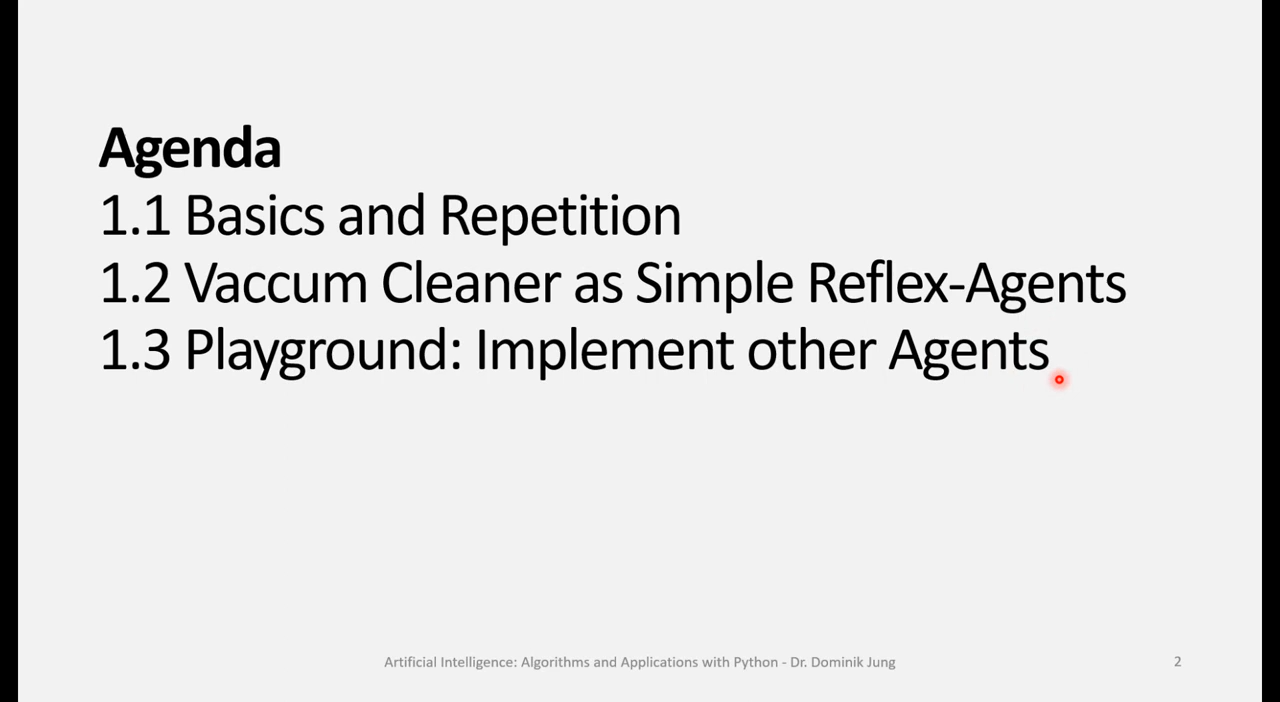 Agenda
1.1 Basics and Repetition
1.2 Vaccum Cleaner as Simple Reflex-Agents
1.3 Playground: Implement other Agents
Artificial Intelligence: Algorithms and Applications with Python - Dr. Dominik Jung
2